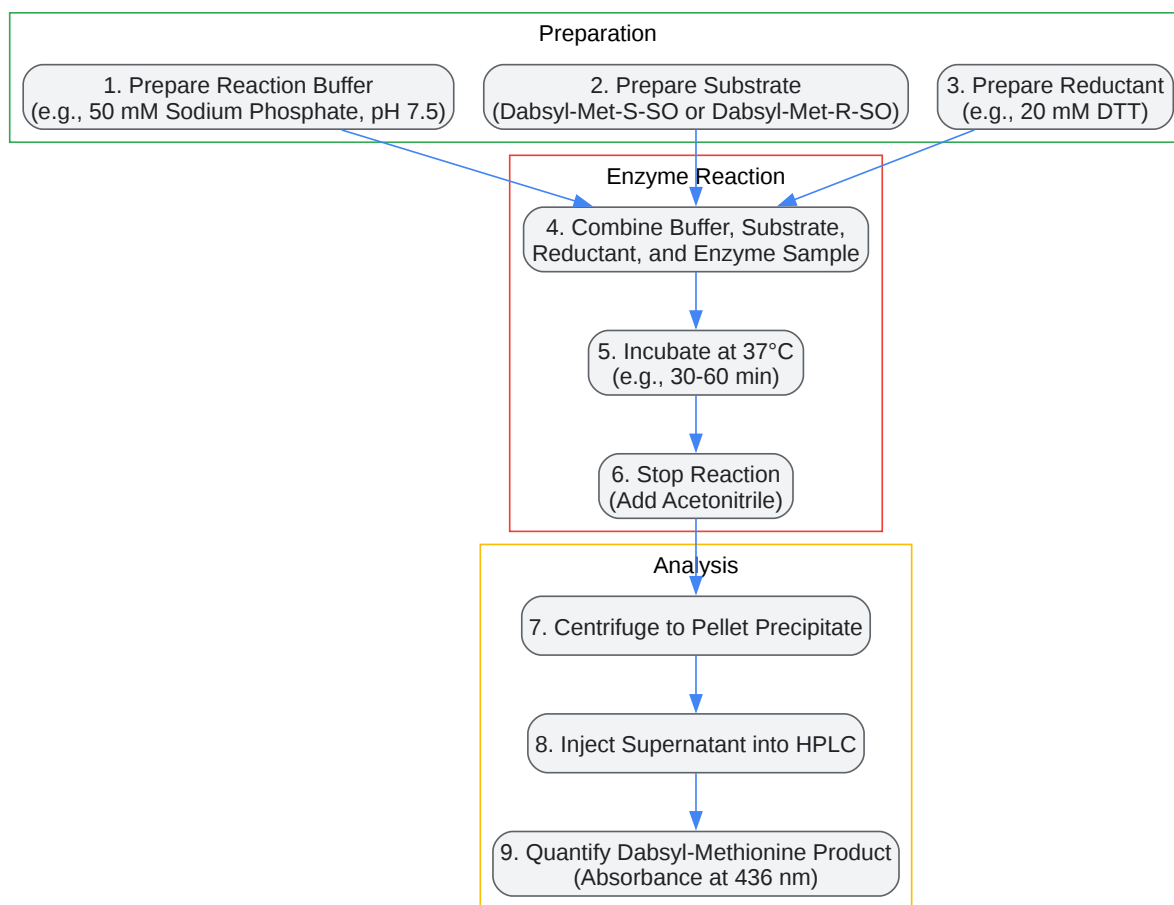 Preparation
1. Prepare Reaction Buffer
(e.g., 50 mM Sodium Phosphate, pH 7.5)
2. Prepare Substrate
(Dabsyl-Met-S-SO or Dabsyl-Met-R-SO)
3. Prepare Reductant
(e.g., 20 mM DTT)
Enzyme Reaction
4. Combine Buffer, Substrate,
Reductant, and Enzyme Sample
5. Incubate at 37°C
(e.g., 30-60 min)
6. Stop Reaction
(Add Acetonitrile)
Analysis
7. Centrifuge to Pellet Precipitate
8. Inject Supernatant into HPLC
9. Quantify Dabsyl-Methionine Product
(Absorbance at 436 nm)